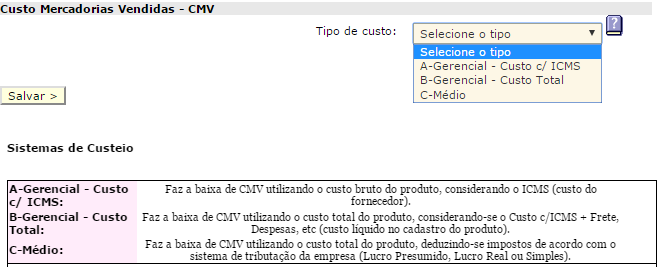 Custo Mercadorias Vendidas - CMV
Tipo de custo:
Selecione o tipo
?
Selecione o tipo
A-Gerencial - Custo c/ ICMS
B-Gerencial - Custo Total
C-Médio
Salvar >
Sistemas de Custeio
A-Gerencial - Custo c/ ICMS:
Faz a baixa de CMV utilizando o custo bruto do produto, considerando o ICMS (custo do
fornecedor).
B-Gerencial - Custo Total:
Faz a baixa de CMV utilizando o custo total do produto, considerando-se o Custo c/ICMS + Frete,
Despesas, etc (custo líquido no cadastro do produto).
C-Médio:
Faz a baixa de CMV utilizando o custo total do produto, deduzindo-se impostos de acordo com o
sistema de tributação da empresa (Lucro Presumido, Lucro Real ou Simples).